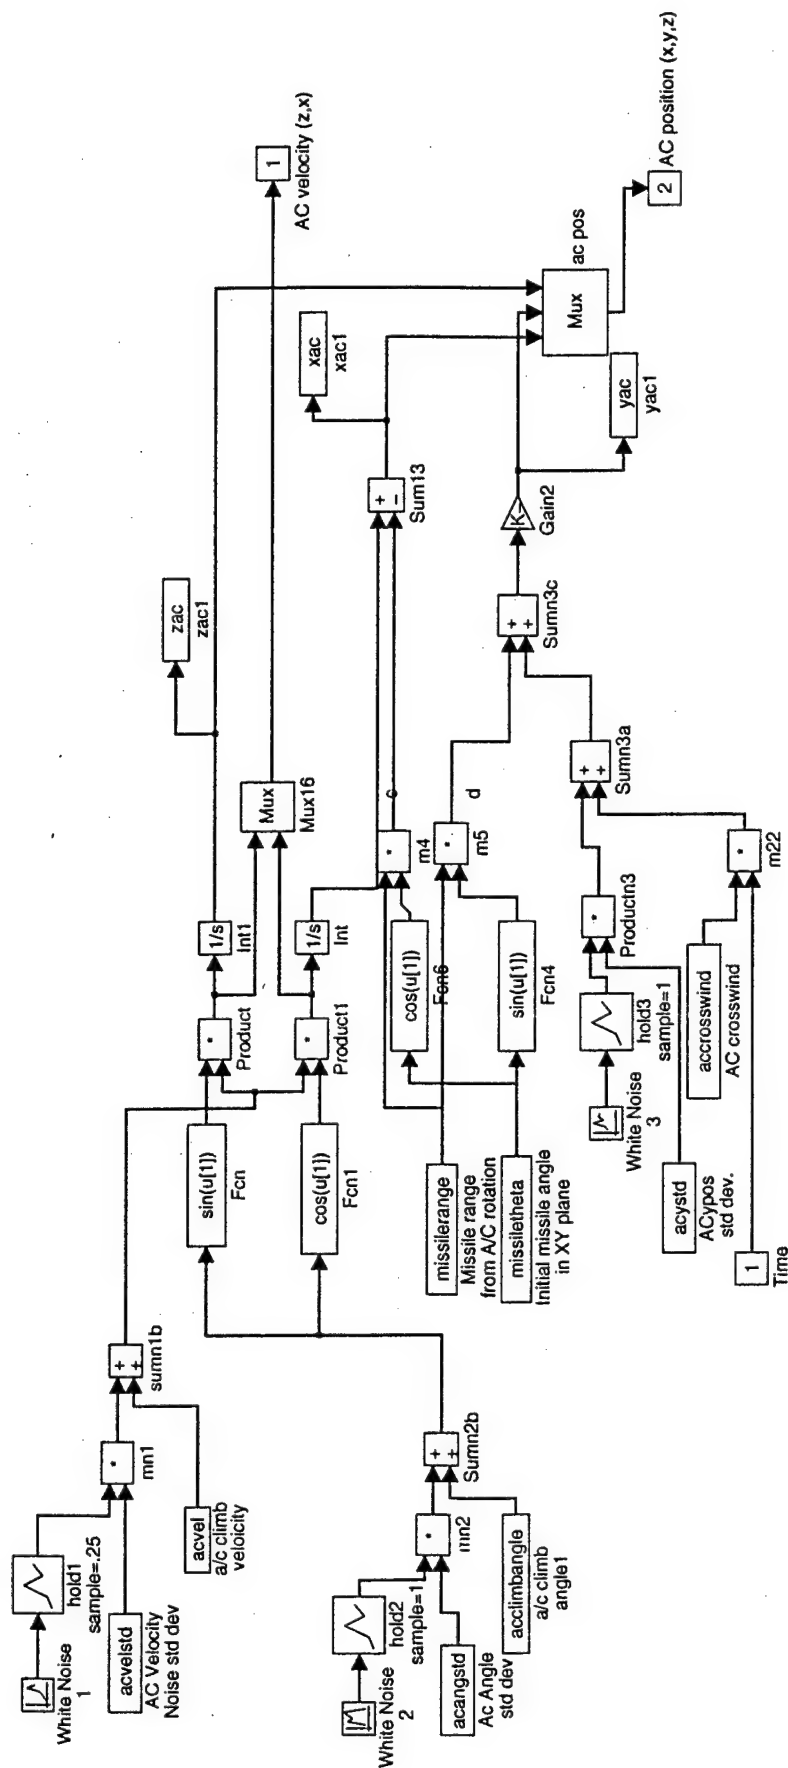 White Noise
1
hold1
sample=.25
acvelstd
AC Velocity
Noise std dev
*
mn1
acvel
a/c climb
veloicity
+
+
sumn1b
White Noise
2
hold2
sample=1
acangstd
Ac Angle
std dev
*
mn2
acclimbangle
a/c climb
angle1
+
+
Sumn2b
sin(u[1])
Fcn
cos(u[1])
Fcn1
*
Product
*
Product1
1/s
Int1
1/s
Int
zac
zac1
Mux
Mux16
1
AC velocity (z,x)
missilerange
Missile range
from A/C rotation
missiletheta
Initial missile angle
in XY plane
cos(u[1])
Fcn6
sin(u[1])
Fcn4
*
m4
c
*
m5
d
+
−
Sum13
xac
xac1
White Noise
3
hold3
sample=1
acystd
ACypos
std dev.
1
Time
accrosswind
AC crosswind
*
Productn3
*
m22
+
+
Sumn3a
+
+
Sumn3c
K-
Gain2
yac
yac1
Mux
ac pos
2
AC position (x,y,z)